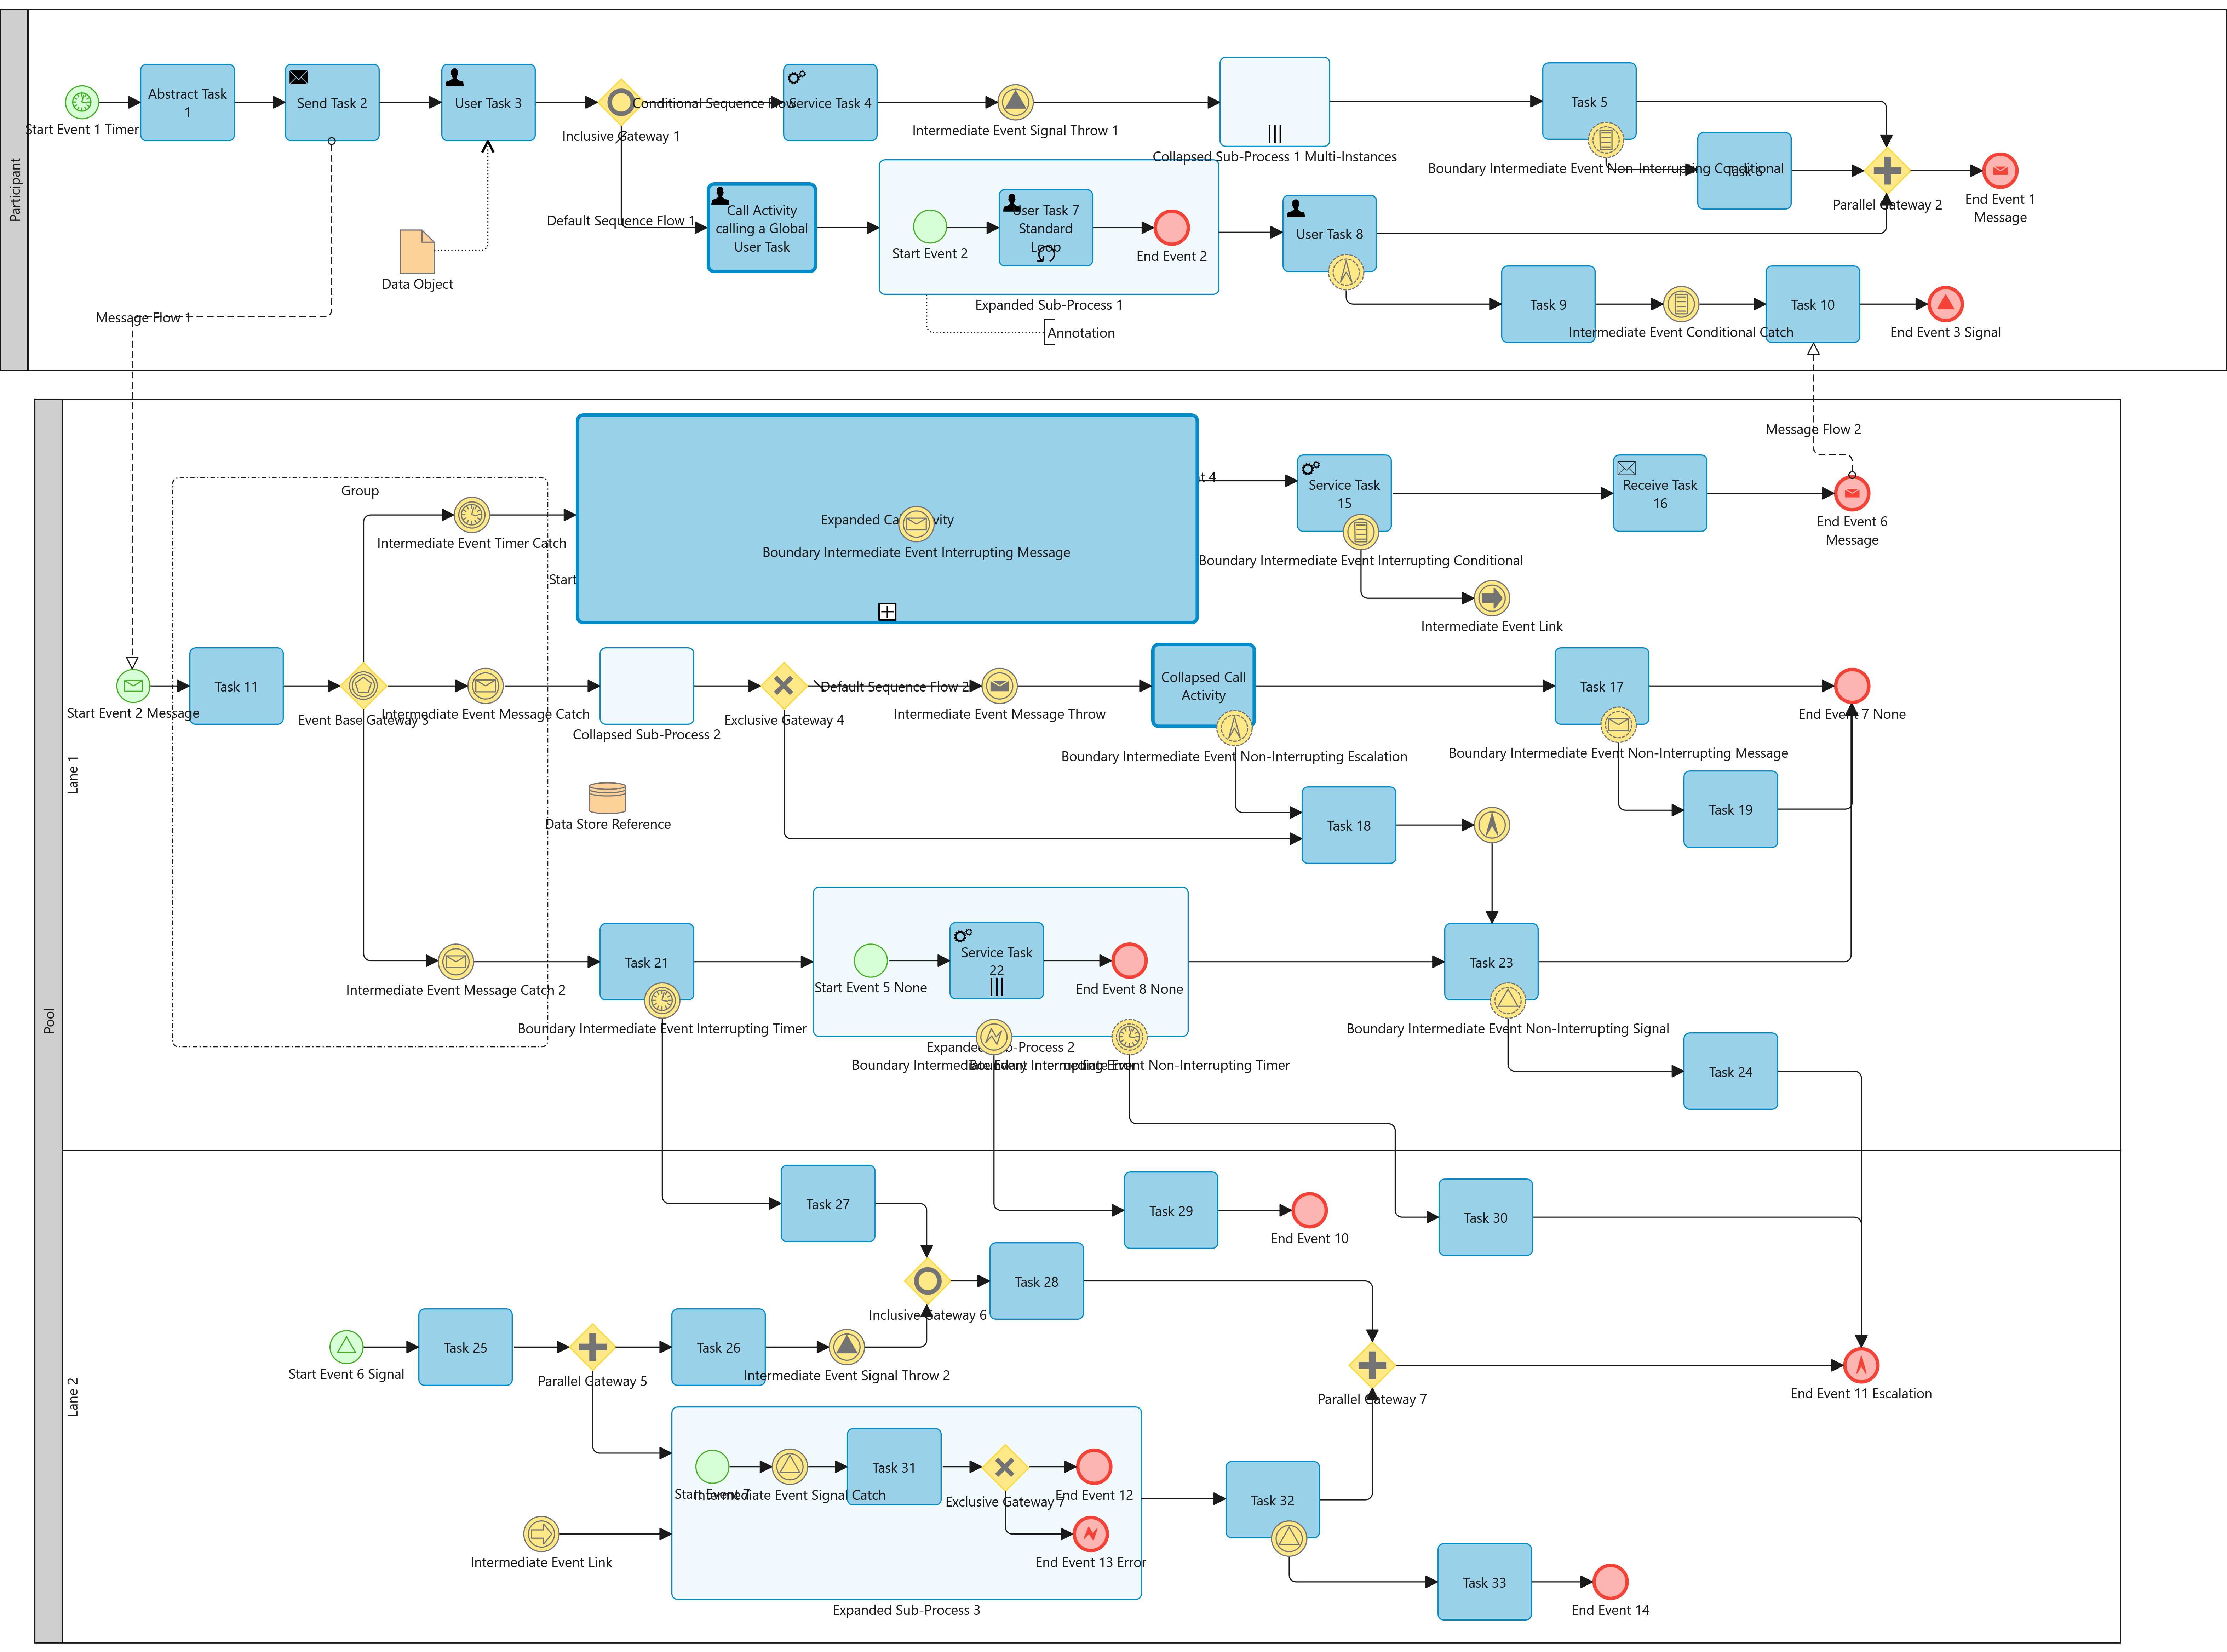 Participant
Start Event 1 Timer
Abstract Task
1
Send Task 2
User Task 3
Inclusive Gateway 1
Conditional Sequence Flow
Service Task 4
Intermediate Event Signal Throw 1
Collapsed Sub-Process 1 Multi-Instances
Task 5
Boundary Intermediate Event Non-Interrupting Conditional
Task 6
Parallel Gateway 2
End Event 1
Message
Default Sequence Flow 1
Call Activity
calling a Global
User Task
Start Event 2
User Task 7
Standard
Loop
End Event 2
Expanded Sub-Process 1
User Task 8
Data Object
Annotation
Task 9
Intermediate Event Conditional Catch
Task 10
End Event 3 Signal
Message Flow 1
Message Flow 2
Pool
Lane 1
Group
Intermediate Event Timer Catch
Start
Expanded Call Activity
Boundary Intermediate Event Interrupting Message
t 4
Service Task
15
Boundary Intermediate Event Interrupting Conditional
Receive Task
16
End Event 6
Message
Intermediate Event Link
Start Event 2 Message
Task 11
Event Base Gateway 3
Intermediate Event Message Catch
Collapsed Sub-Process 2
Exclusive Gateway 4
Default Sequence Flow 2
Intermediate Event Message Throw
Collapsed Call
Activity
Boundary Intermediate Event Non-Interrupting Escalation
Task 17
Boundary Intermediate Event Non-Interrupting Message
End Event 7 None
Data Store Reference
Task 18
Task 19
Intermediate Event Message Catch 2
Task 21
Boundary Intermediate Event Interrupting Timer
Start Event 5 None
Service Task
22
End Event 8 None
Expanded Sub-Process 2
Boundary Intermediate Event Interrupting Error
Boundary Intermediate Event Non-Interrupting Timer
Task 23
Boundary Intermediate Event Non-Interrupting Signal
Task 24
Lane 2
Task 27
Task 29
End Event 10
Task 30
Inclusive Gateway 6
Task 28
Start Event 6 Signal
Task 25
Parallel Gateway 5
Task 26
Intermediate Event Signal Throw 2
Parallel Gateway 7
End Event 11 Escalation
Start Event 7
Intermediate Event Signal Catch
Task 31
Exclusive Gateway 7
End Event 12
End Event 13 Error
Intermediate Event Link
Expanded Sub-Process 3
Task 32
Task 33
End Event 14